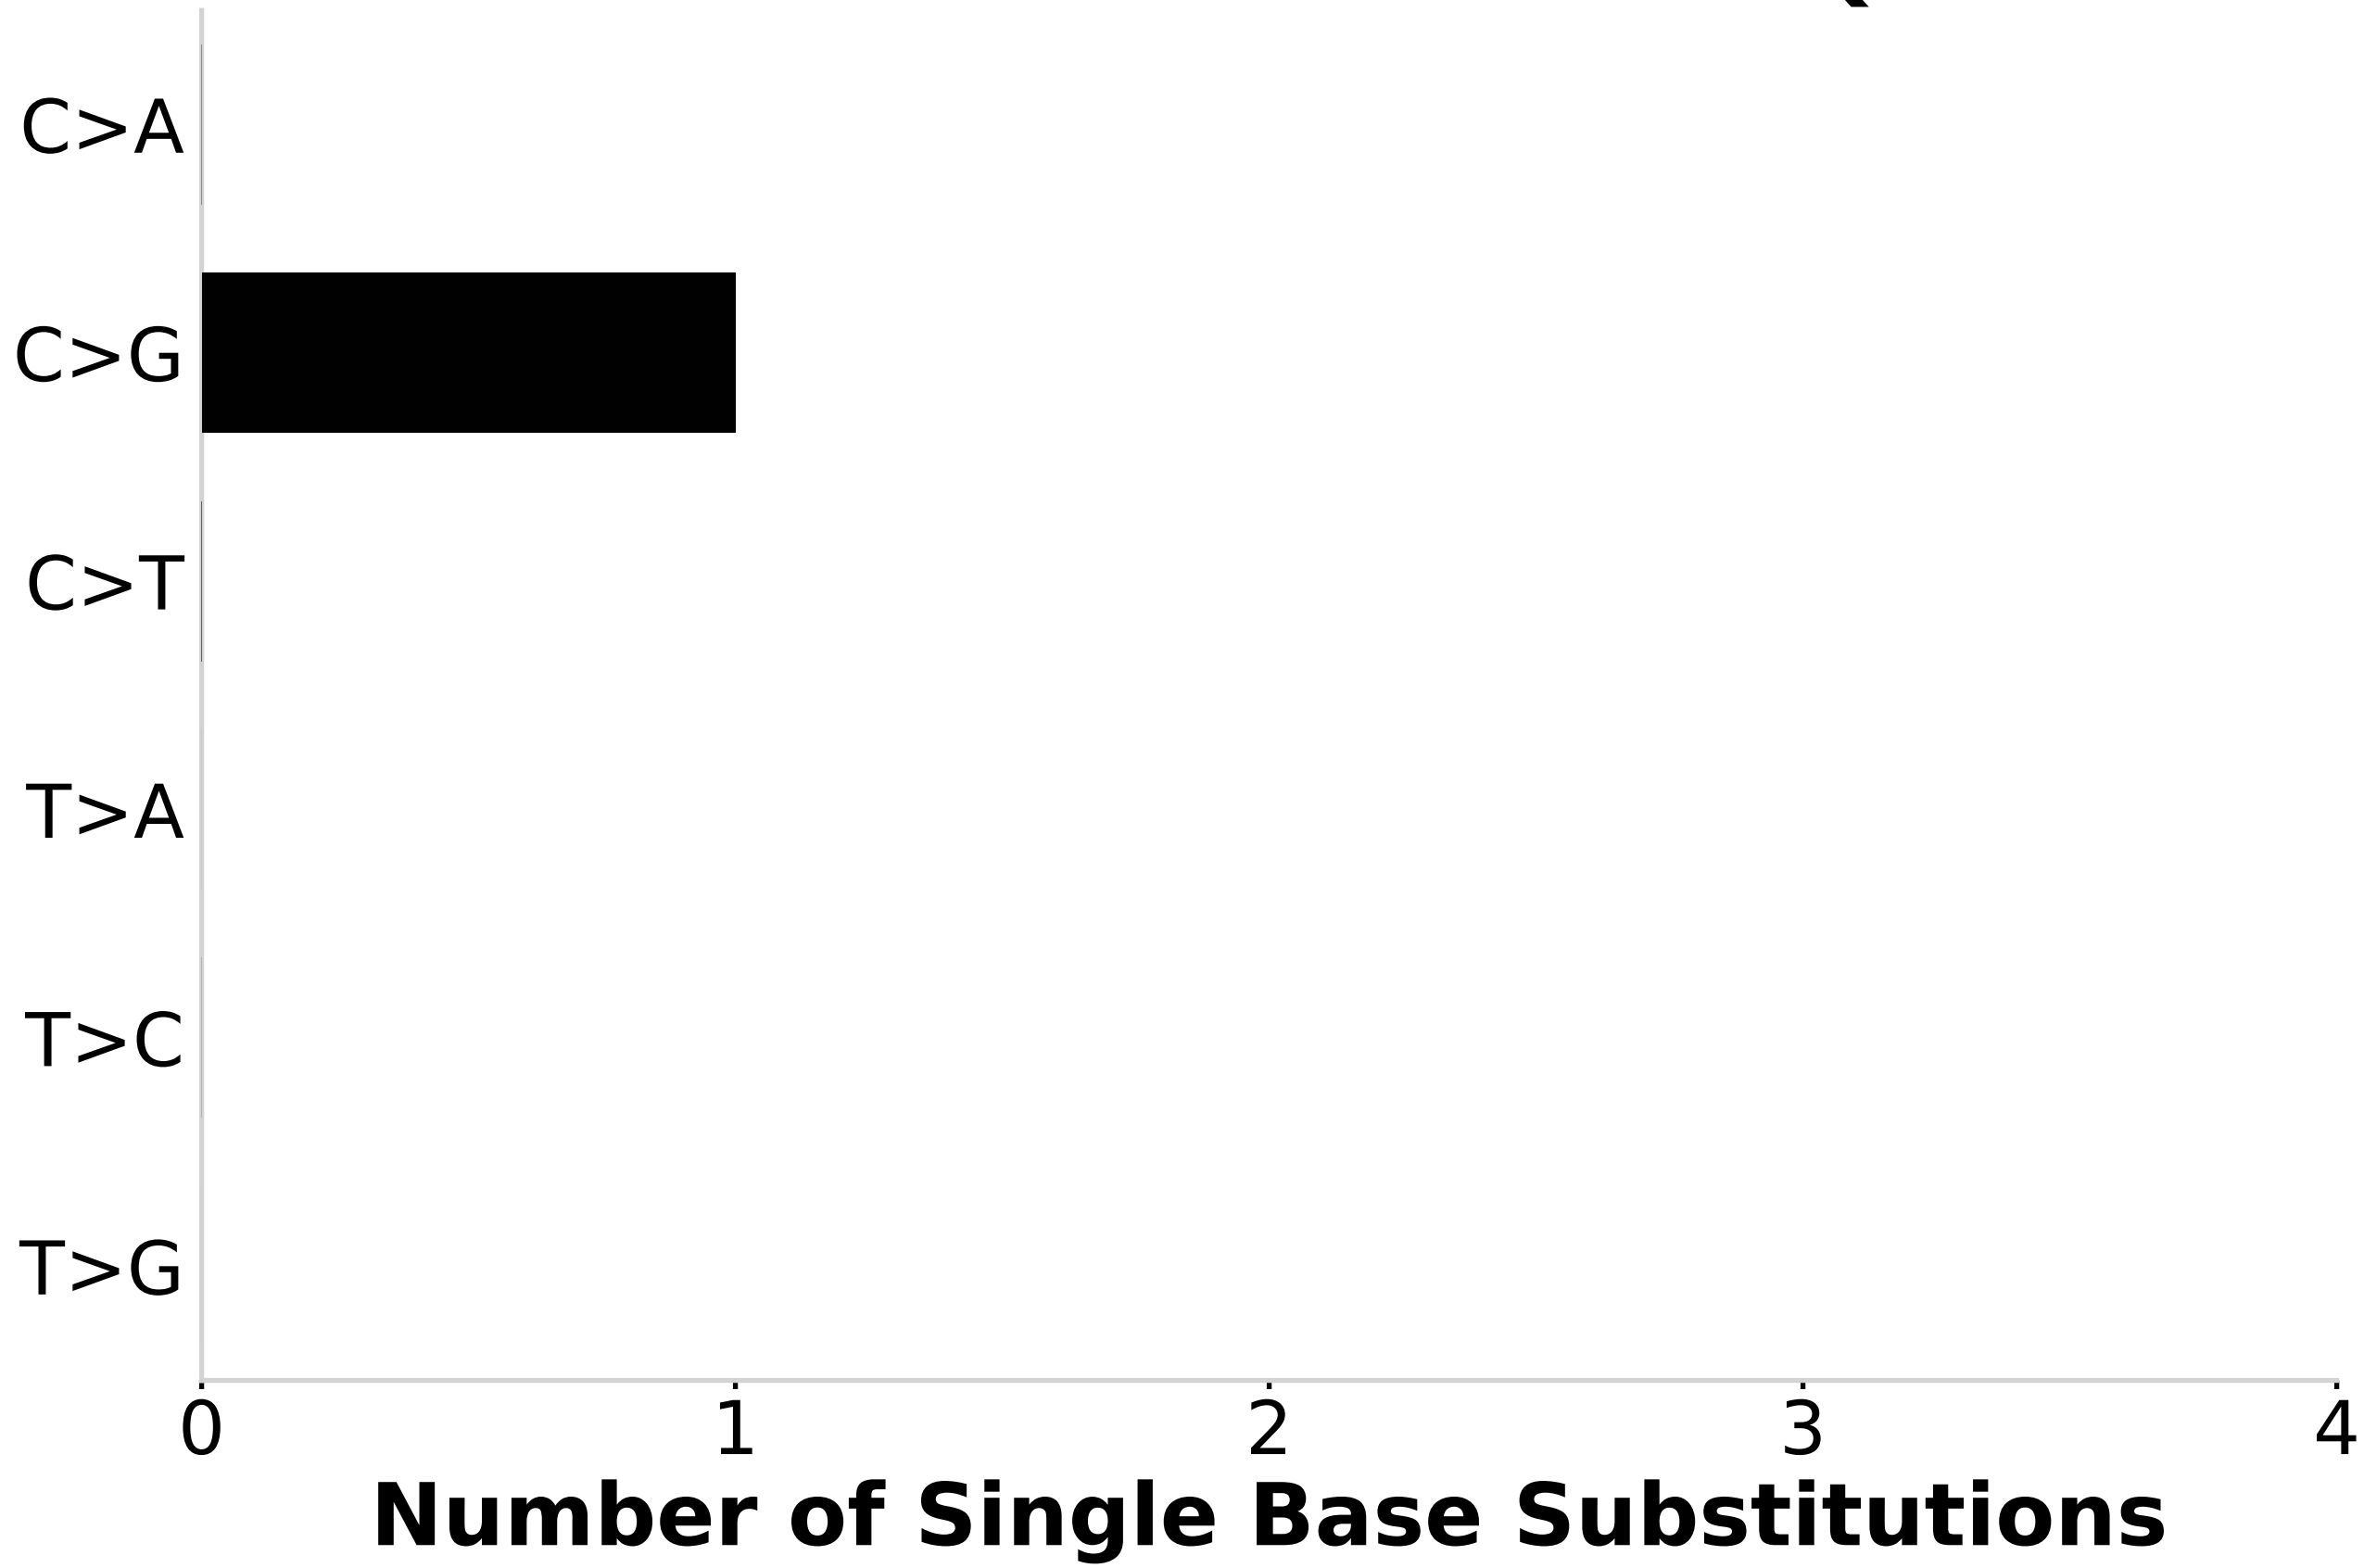 C>A
C>G
C>T
T>A
T>C
T>G
0 1 2 3 4
Number of Single Base Substitutions